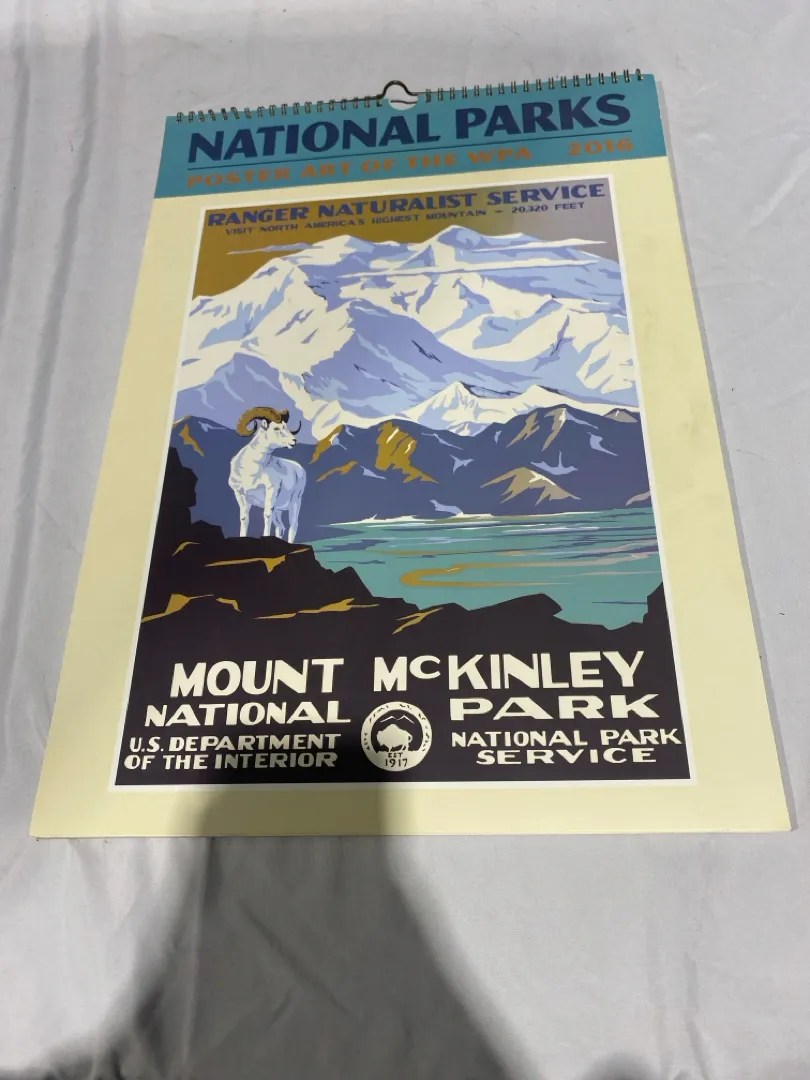 NATIONAL PARKS
POSTER ART OF THE WPA 2016
RANGER NATURALIST SERVICE
VISIT NORTH AMERICA'S HIGHEST MOUNTAIN – 20,320 FEET
MOUNT McKINLEY
NATIONAL PARK
U.S. DEPARTMENT
OF THE INTERIOR
EST
1917
NATIONAL PARK
SERVICE